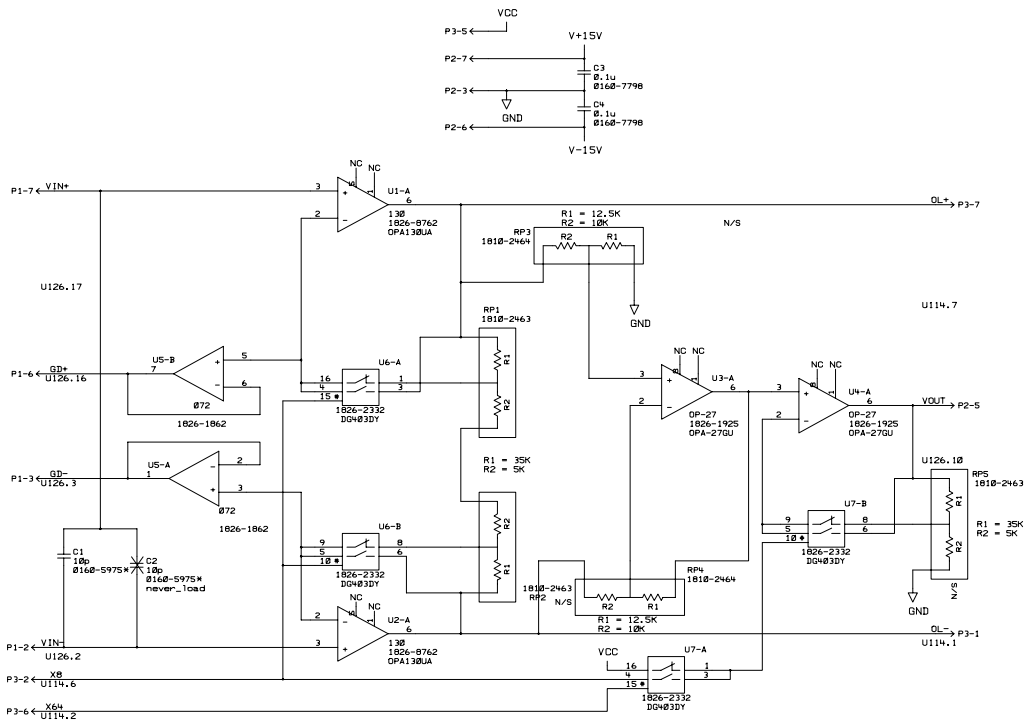 VCC
P3-5
V+15V
P2-7
C3
0.1u
0160-7798
P2-3
GND
C4
0.1u
0160-7798
P2-6
V-15V
P1-7 VIN+
NC
NC
5
1
3
2
6
U1-A
130
1826-8762
OPA130UA
OL+ P3-7
R1 = 12.5K
R2 = 10K
N/S
RP3
1810-2464
R2
R1
GND
U126.17
U114.7
RP1
1810-2463
R1
R2
U5-B
7
5
6
072
1826-1862
P1-6 GD+
U126.16
U6-A
16
4
15 *
1
3
1826-2332
DG403DY
NC
NC
8
1
3
2
6
U3-A
OP-27
1826-1925
OPA-27GU
NC
NC
8
1
3
2
6
U4-A
OP-27
1826-1925
OPA-27GU
VOUT P2-5
U126.10
RP5
1810-2463
R1
R2
R1 = 35K
R2 = 5K
N/S
GND
R1 = 35K
R2 = 5K
P1-3 GD-
U126.3
U5-A
1
2
3
072
1826-1862
U7-B
9
5
10 *
8
6
1826-2332
DG403DY
U6-B
9
5
10 *
8
6
1826-2332
DG403DY
R2
R1
1810-2463
RP2
N/S
RP4
1810-2464
R2
R1
R1 = 12.5K
R2 = 10K
C1
10p
0160-5975*
C2
10p
0160-5975*
never_load
NC
NC
5
1
2
3
6
U2-A
130
1826-8762
OPA130UA
OL- P3-1
U114.1
P1-2 VIN-
U126.2
P3-2 X8
U114.6
VCC
16
4
15 *
U7-A
1
3
1826-2332
DG403DY
P3-6 X64
U114.2